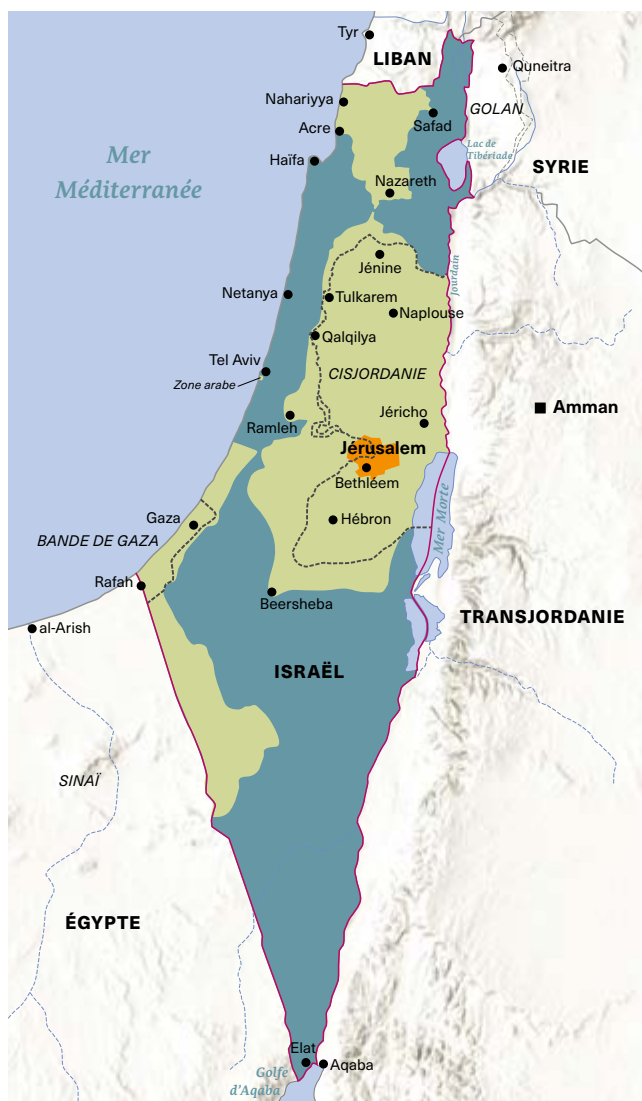 Tyr
LIBAN
Quneitra
Nahariyya
GOLAN
Acre
Safad
Mer
Méditerranée
Lac de
Tibériade
Haïfa
SYRIE
Nazareth
Jénine
Jourdain
Netanya
Tulkarem
Naplouse
Qalqilya
Tel Aviv
CISJORDANIE
Zone arabe
Jéricho
Amman
Ramleh
Jérusalem
Bethléem
Mer Morte
Gaza
Hébron
BANDE DE GAZA
Rafah
Beersheba
TRANSJORDANIE
al-Arish
ISRAËL
SINAÏ
ÉGYPTE
Elat
Aqaba
Golfe
d'Aqaba